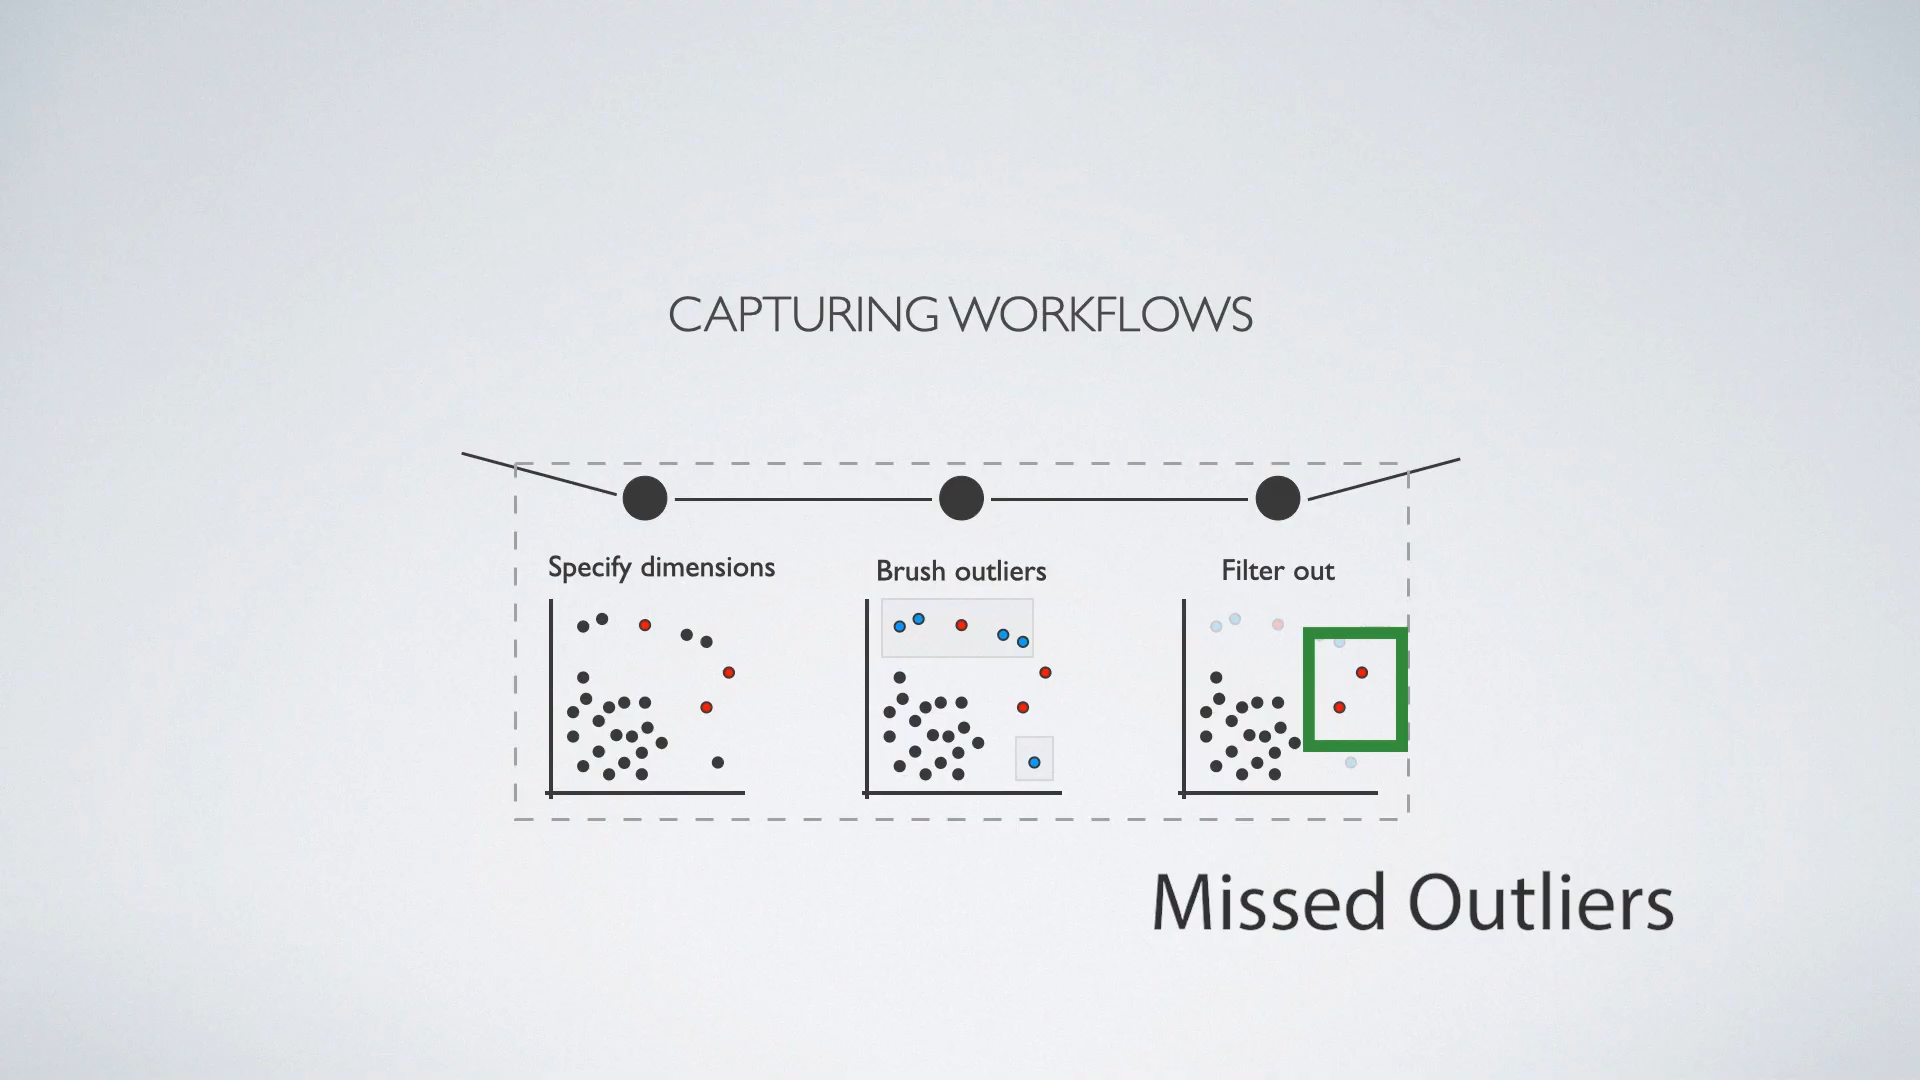 CAPTURING WORKFLOWS
Specify dimensions
Brush outliers
Filter out
Missed Outliers